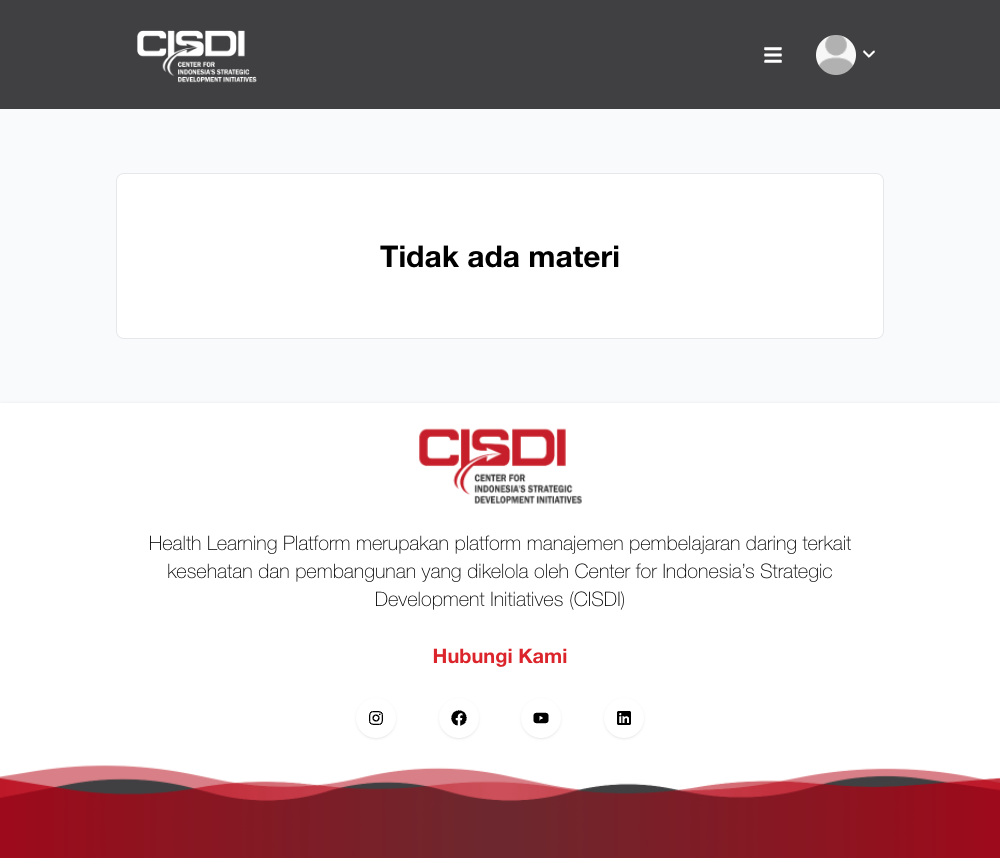 CISDI
CENTER FOR
INDONESIA'S STRATEGIC
DEVELOPMENT INITIATIVES
Tidak ada materi
CISDI
CENTER FOR
INDONESIA'S STRATEGIC
DEVELOPMENT INITIATIVES
Health Learning Platform merupakan platform manajemen pembelajaran daring terkait
kesehatan dan pembangunan yang dikelola oleh Center for Indonesia’s Strategic
Development Initiatives (CISDI)
Hubungi Kami